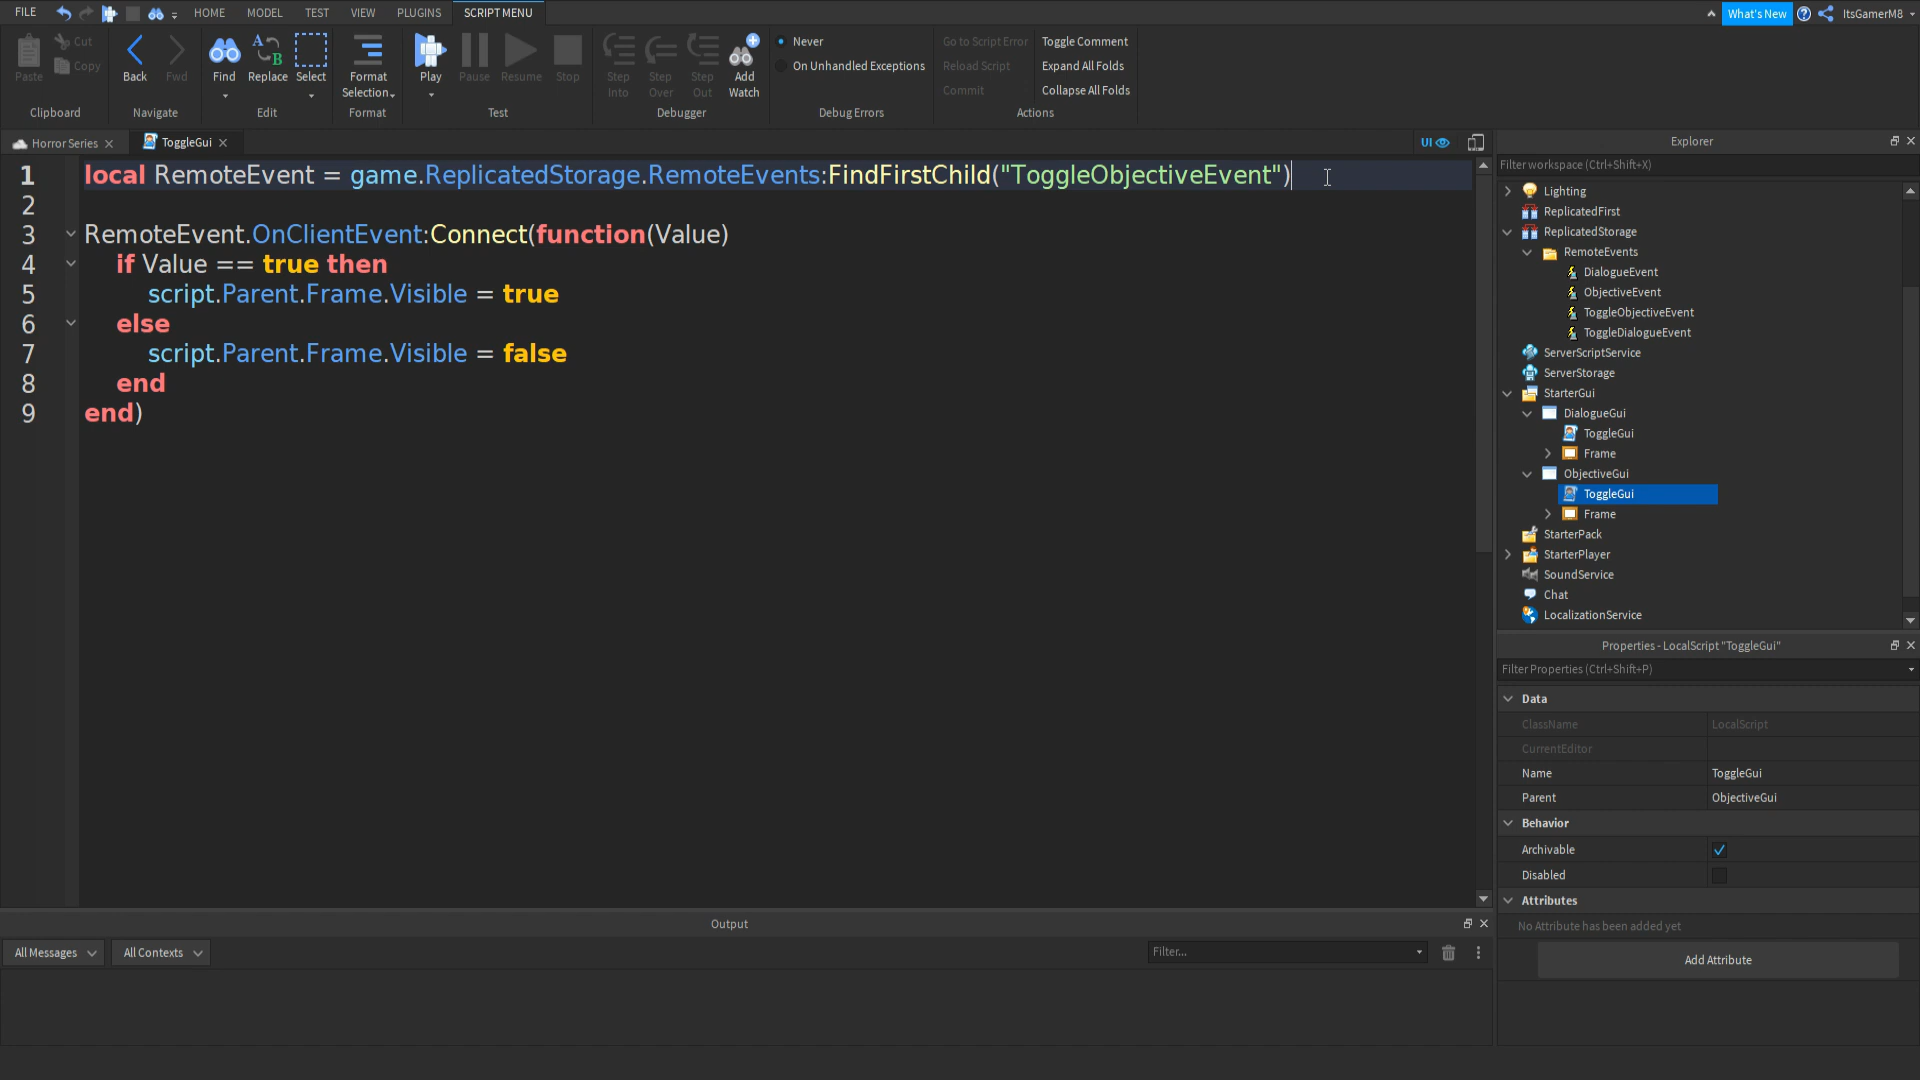 FILE HOME MODEL TEST VIEW PLUGINS SCRIPT MENU What's New ItsGamerM8
Cut
Copy
Paste
Back Fwd
Find Replace Select
Format
Selection
Play Pause Resume Stop
Step
Into
Step
Over
Step
Out
Add
Watch
Never
On Unhandled Exceptions
Go to Script Error
Reload Script
Commit
Toggle Comment
Expand All Folds
Collapse All Folds
Clipboard Navigate Edit Format Test Debugger Debug Errors Actions
Horror Series ToggleGui UI
1 local RemoteEvent = game.ReplicatedStorage.RemoteEvents:FindFirstChild("ToggleObjectiveEvent")
2
3 RemoteEvent.OnClientEvent:Connect(function(Value)
4 if Value == true then
5 script.Parent.Frame.Visible = true
6 else
7 script.Parent.Frame.Visible = false
8 end
9 end)
Output
All Messages All Contexts Filter...
Explorer
Filter workspace (Ctrl+Shift+X)
Lighting
ReplicatedFirst
ReplicatedStorage
RemoteEvents
DialogueEvent
ObjectiveEvent
ToggleObjectiveEvent
ToggleDialogueEvent
ServerScriptService
ServerStorage
StarterGui
DialogueGui
ToggleGui
Frame
ObjectiveGui
ToggleGui
Frame
StarterPack
StarterPlayer
SoundService
Chat
LocalizationService
Properties - LocalScript "ToggleGui"
Filter Properties (Ctrl+Shift+P)
Data
ClassName LocalScript
CurrentEditor
Name ToggleGui
Parent ObjectiveGui
Behavior
Archivable
Disabled
Attributes
No Attribute has been added yet
Add Attribute